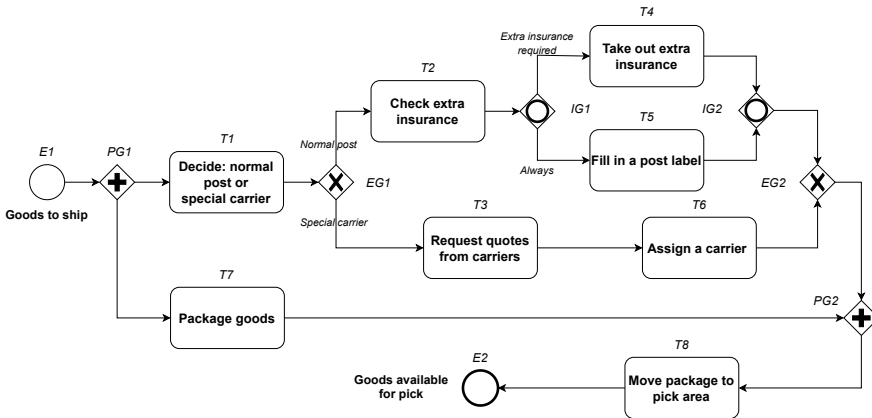 T4
Extra insurance
required
Take out extra
insurance
T2
Check extra
insurance
IG1
IG2
T5
Fill in a post label
Always
E1
PG1
T1
Normal post
Decide: normal
post or
special carrier
EG1
EG2
Goods to ship
Special carrier
T3
T6
Request quotes
from carriers
Assign a carrier
T7
Package goods
PG2
E2
T8
Goods available
for pick
Move package to
pick area